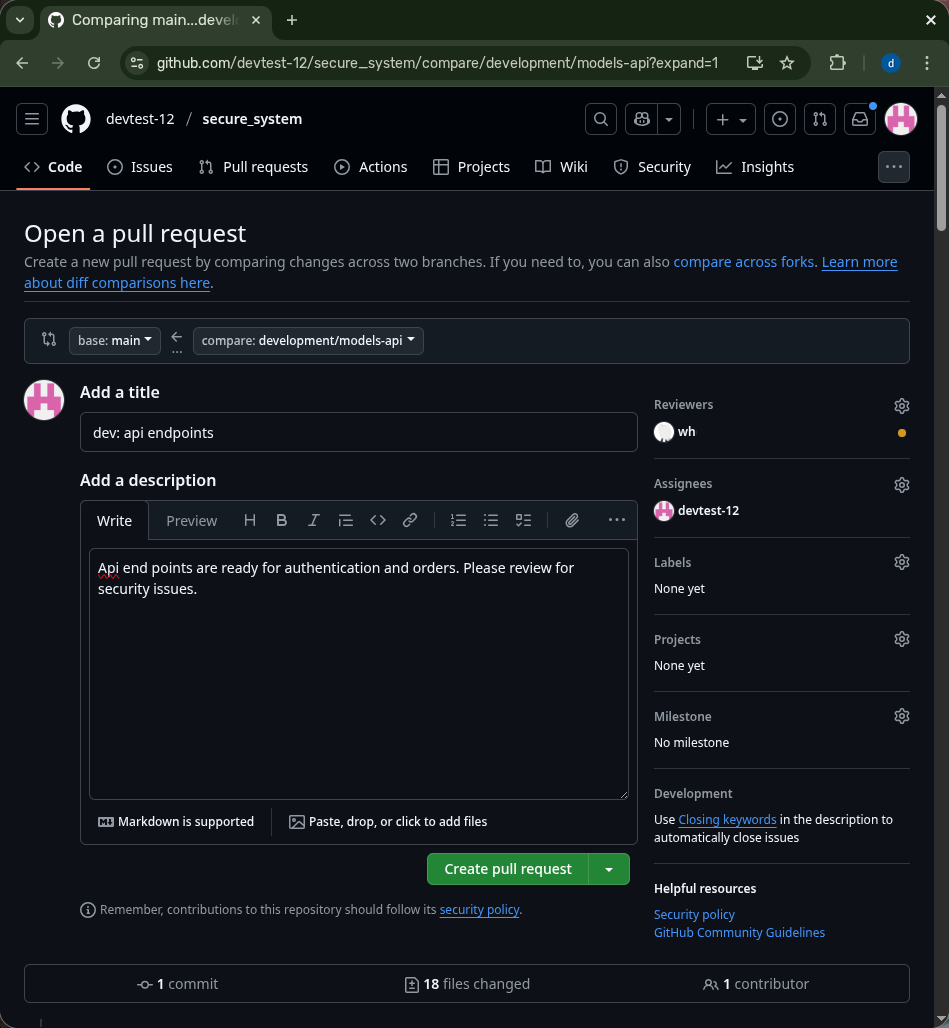 Comparing main...devel
github.com/devtest-12/secure_system/compare/development/models-api?expand=1
d
devtest-12 / secure_system
Code Issues Pull requests Actions Projects Wiki Security Insights
Open a pull request
Create a new pull request by comparing changes across two branches. If you need to, you can also compare across forks. Learn more
about diff comparisons here.
base: main
...
compare: development/models-api
Add a title
dev: api endpoints
Add a description
Write Preview H B I
Api end points are ready for authentication and orders. Please review for
security issues.
Markdown is supported
Paste, drop, or click to add files
Create pull request
Remember, contributions to this repository should follow its security policy.
Reviewers
wh
Assignees
devtest-12
Labels
None yet
Projects
None yet
Milestone
No milestone
Development
Use Closing keywords in the description to
automatically close issues
Helpful resources
Security policy
GitHub Community Guidelines
1 commit
18 files changed
1 contributor